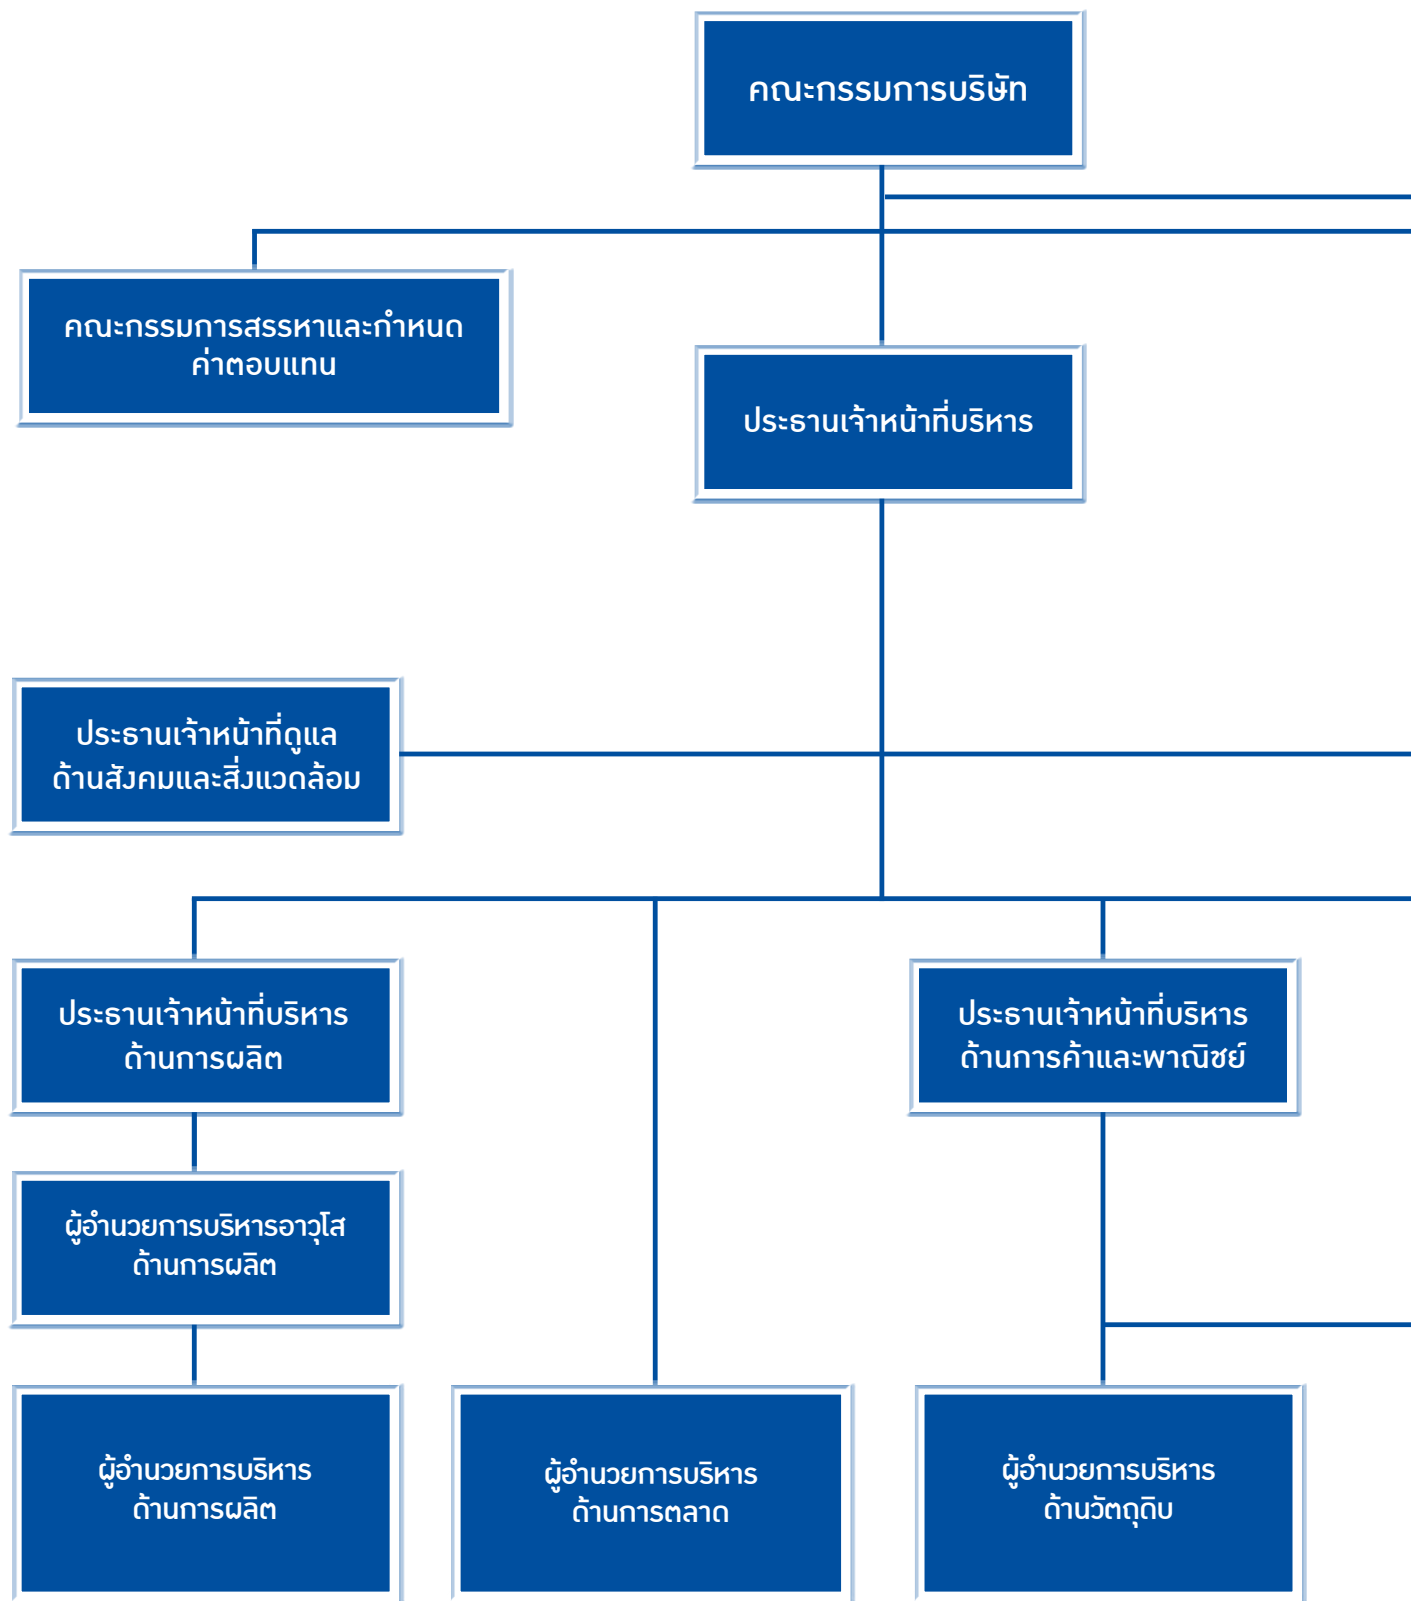 คณะกรรมการบริษัท
คณะกรรมการสรรหาและกำหนด
ค่าตอบแทน
ประธานเจ้าหน้าที่บริหาร
ประธานเจ้าหน้าที่ดูแล
ด้านสังคมและสิ่งแวดล้อม
ประธานเจ้าหน้าที่บริหาร
ด้านการผลิต
ประธานเจ้าหน้าที่บริหาร
ด้านการค้าและพาณิชย์
ผู้อำนวยการบริหารอาวุโส
ด้านการผลิต
ผู้อำนวยการบริหาร
ด้านการผลิต
ผู้อำนวยการบริหาร
ด้านการตลาด
ผู้อำนวยการบริหาร
ด้านวัตถุดิบ